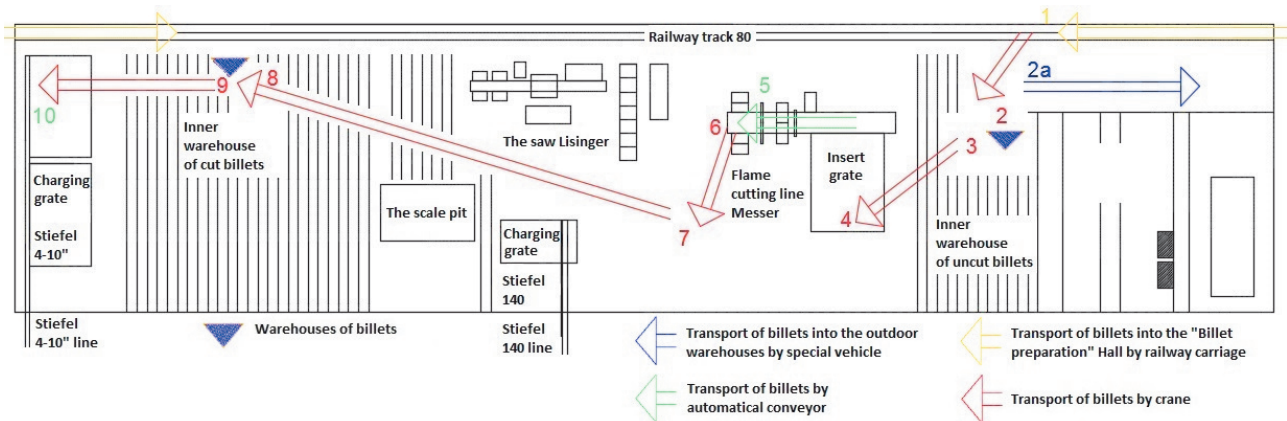 1
Railway track 80
2a
10
9
8
5
6
2
3
4
7
Inner
warehouse
of cut billets
The saw Lisinger
Flame
cutting line
Messer
Insert
grate
Charging
grate
Stiefel
4-10"
The scale pit
Charging
grate
Stiefel
140
Inner
warehouse
of uncut billets
Stiefel
4-10" line
Warehouses of billets
Stiefel
140 line
Transport of billets into the outdoor
warehouses by special vehicle
Transport of billets into the "Billet
preparation" Hall by railway carriage
Transport of billets by
automatical conveyor
Transport of billets by crane